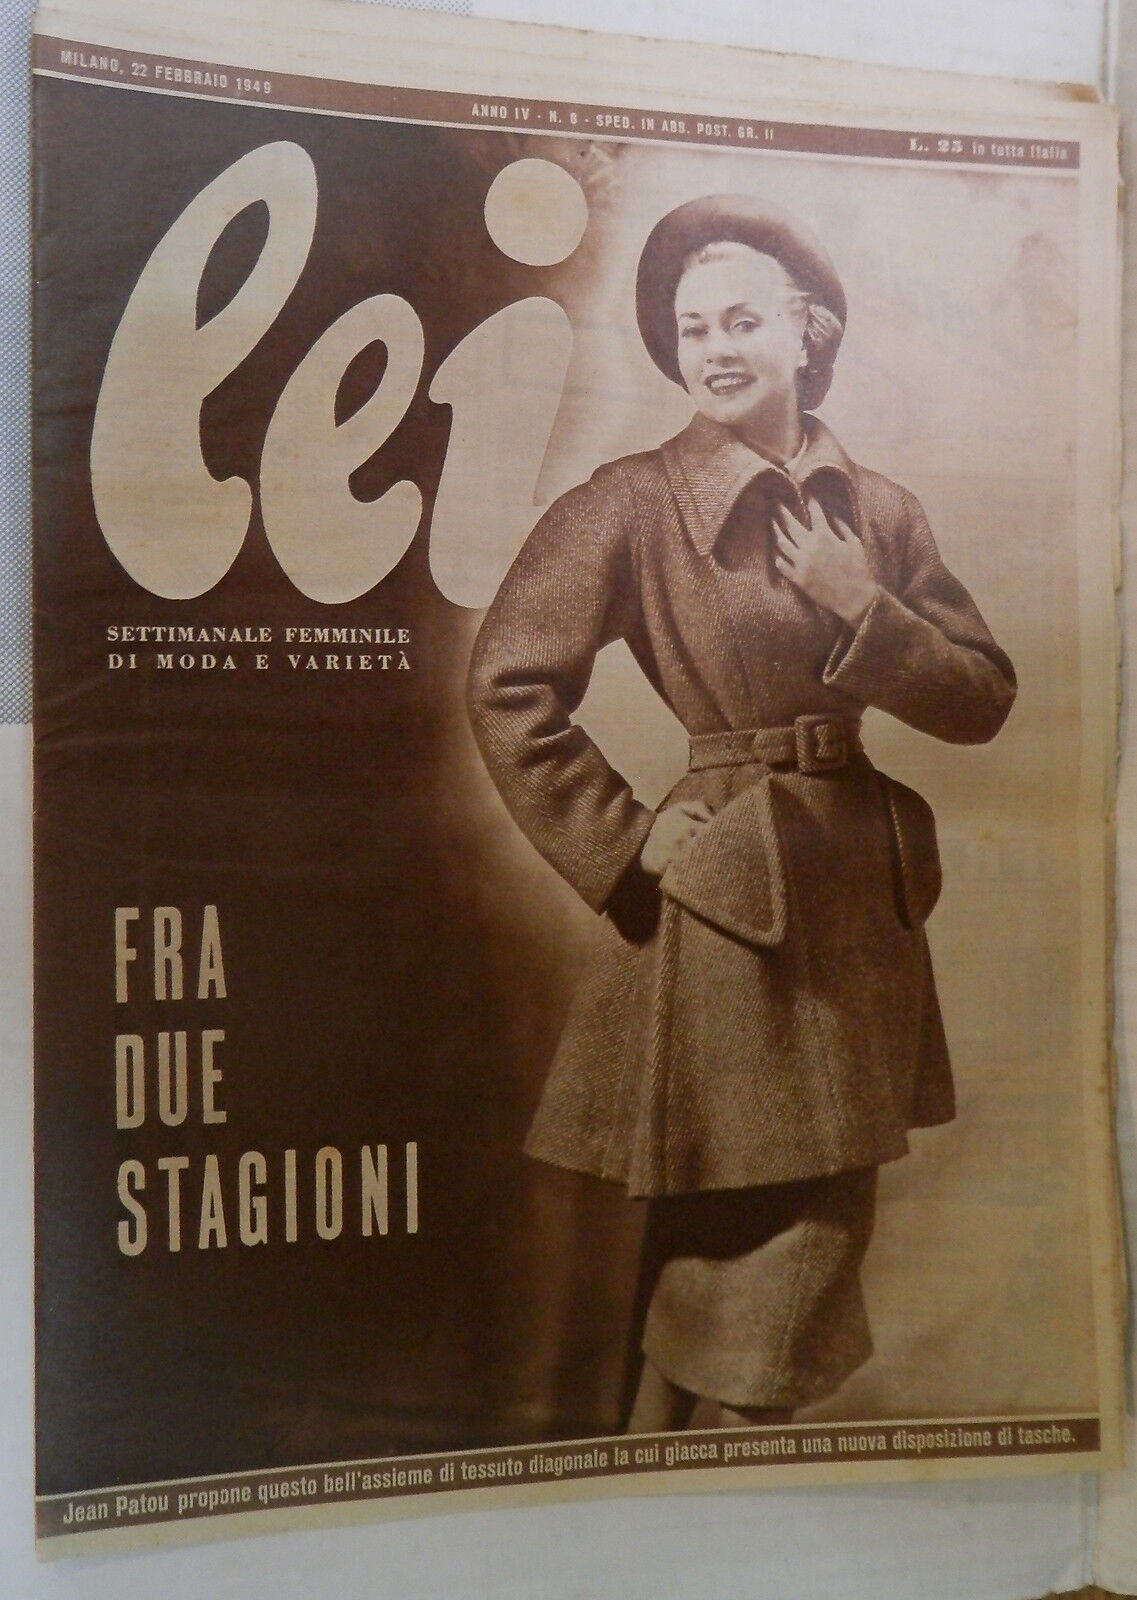 MILANO, 22 FEBBRAIO 1949
ANNO IV - N. 8 - SPED. IN ABB. POST. GR. II
L. 25 in tutta Italia
lei
SETTIMANALE FEMMINILE
DI MODA E VARIETÀ
FRA
DUE
STAGIONI
Jean Patou propone questo bell'assieme di tessuto diagonale la cui giacca presenta una nuova disposizione di tasche.